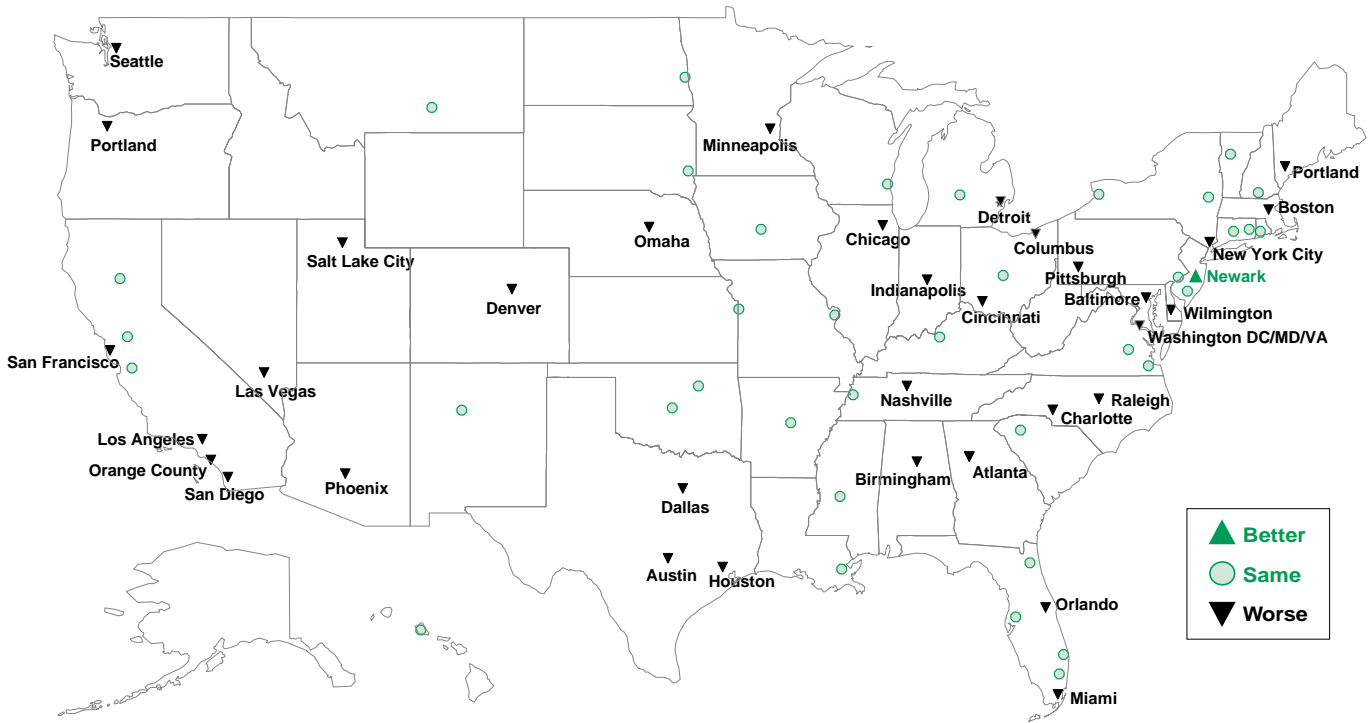 Seattle
Portland
Minneapolis
Portland
Boston
Detroit
Omaha
Chicago
Columbus
New York City
Salt Lake City
Pittsburgh
Newark
Indianapolis
Baltimore
Denver
Cincinnati
Wilmington
Washington DC/MD/VA
San Francisco
Las Vegas
Nashville
Raleigh
Charlotte
Los Angeles
Orange County
San Diego
Phoenix
Birmingham
Atlanta
Dallas
Austin
Houston
Orlando
Miami
Better
Same
Worse